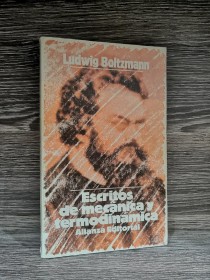 Ludwig Boltzmann
Escritos
de mecánica y
termodinámica
Alianza Editorial